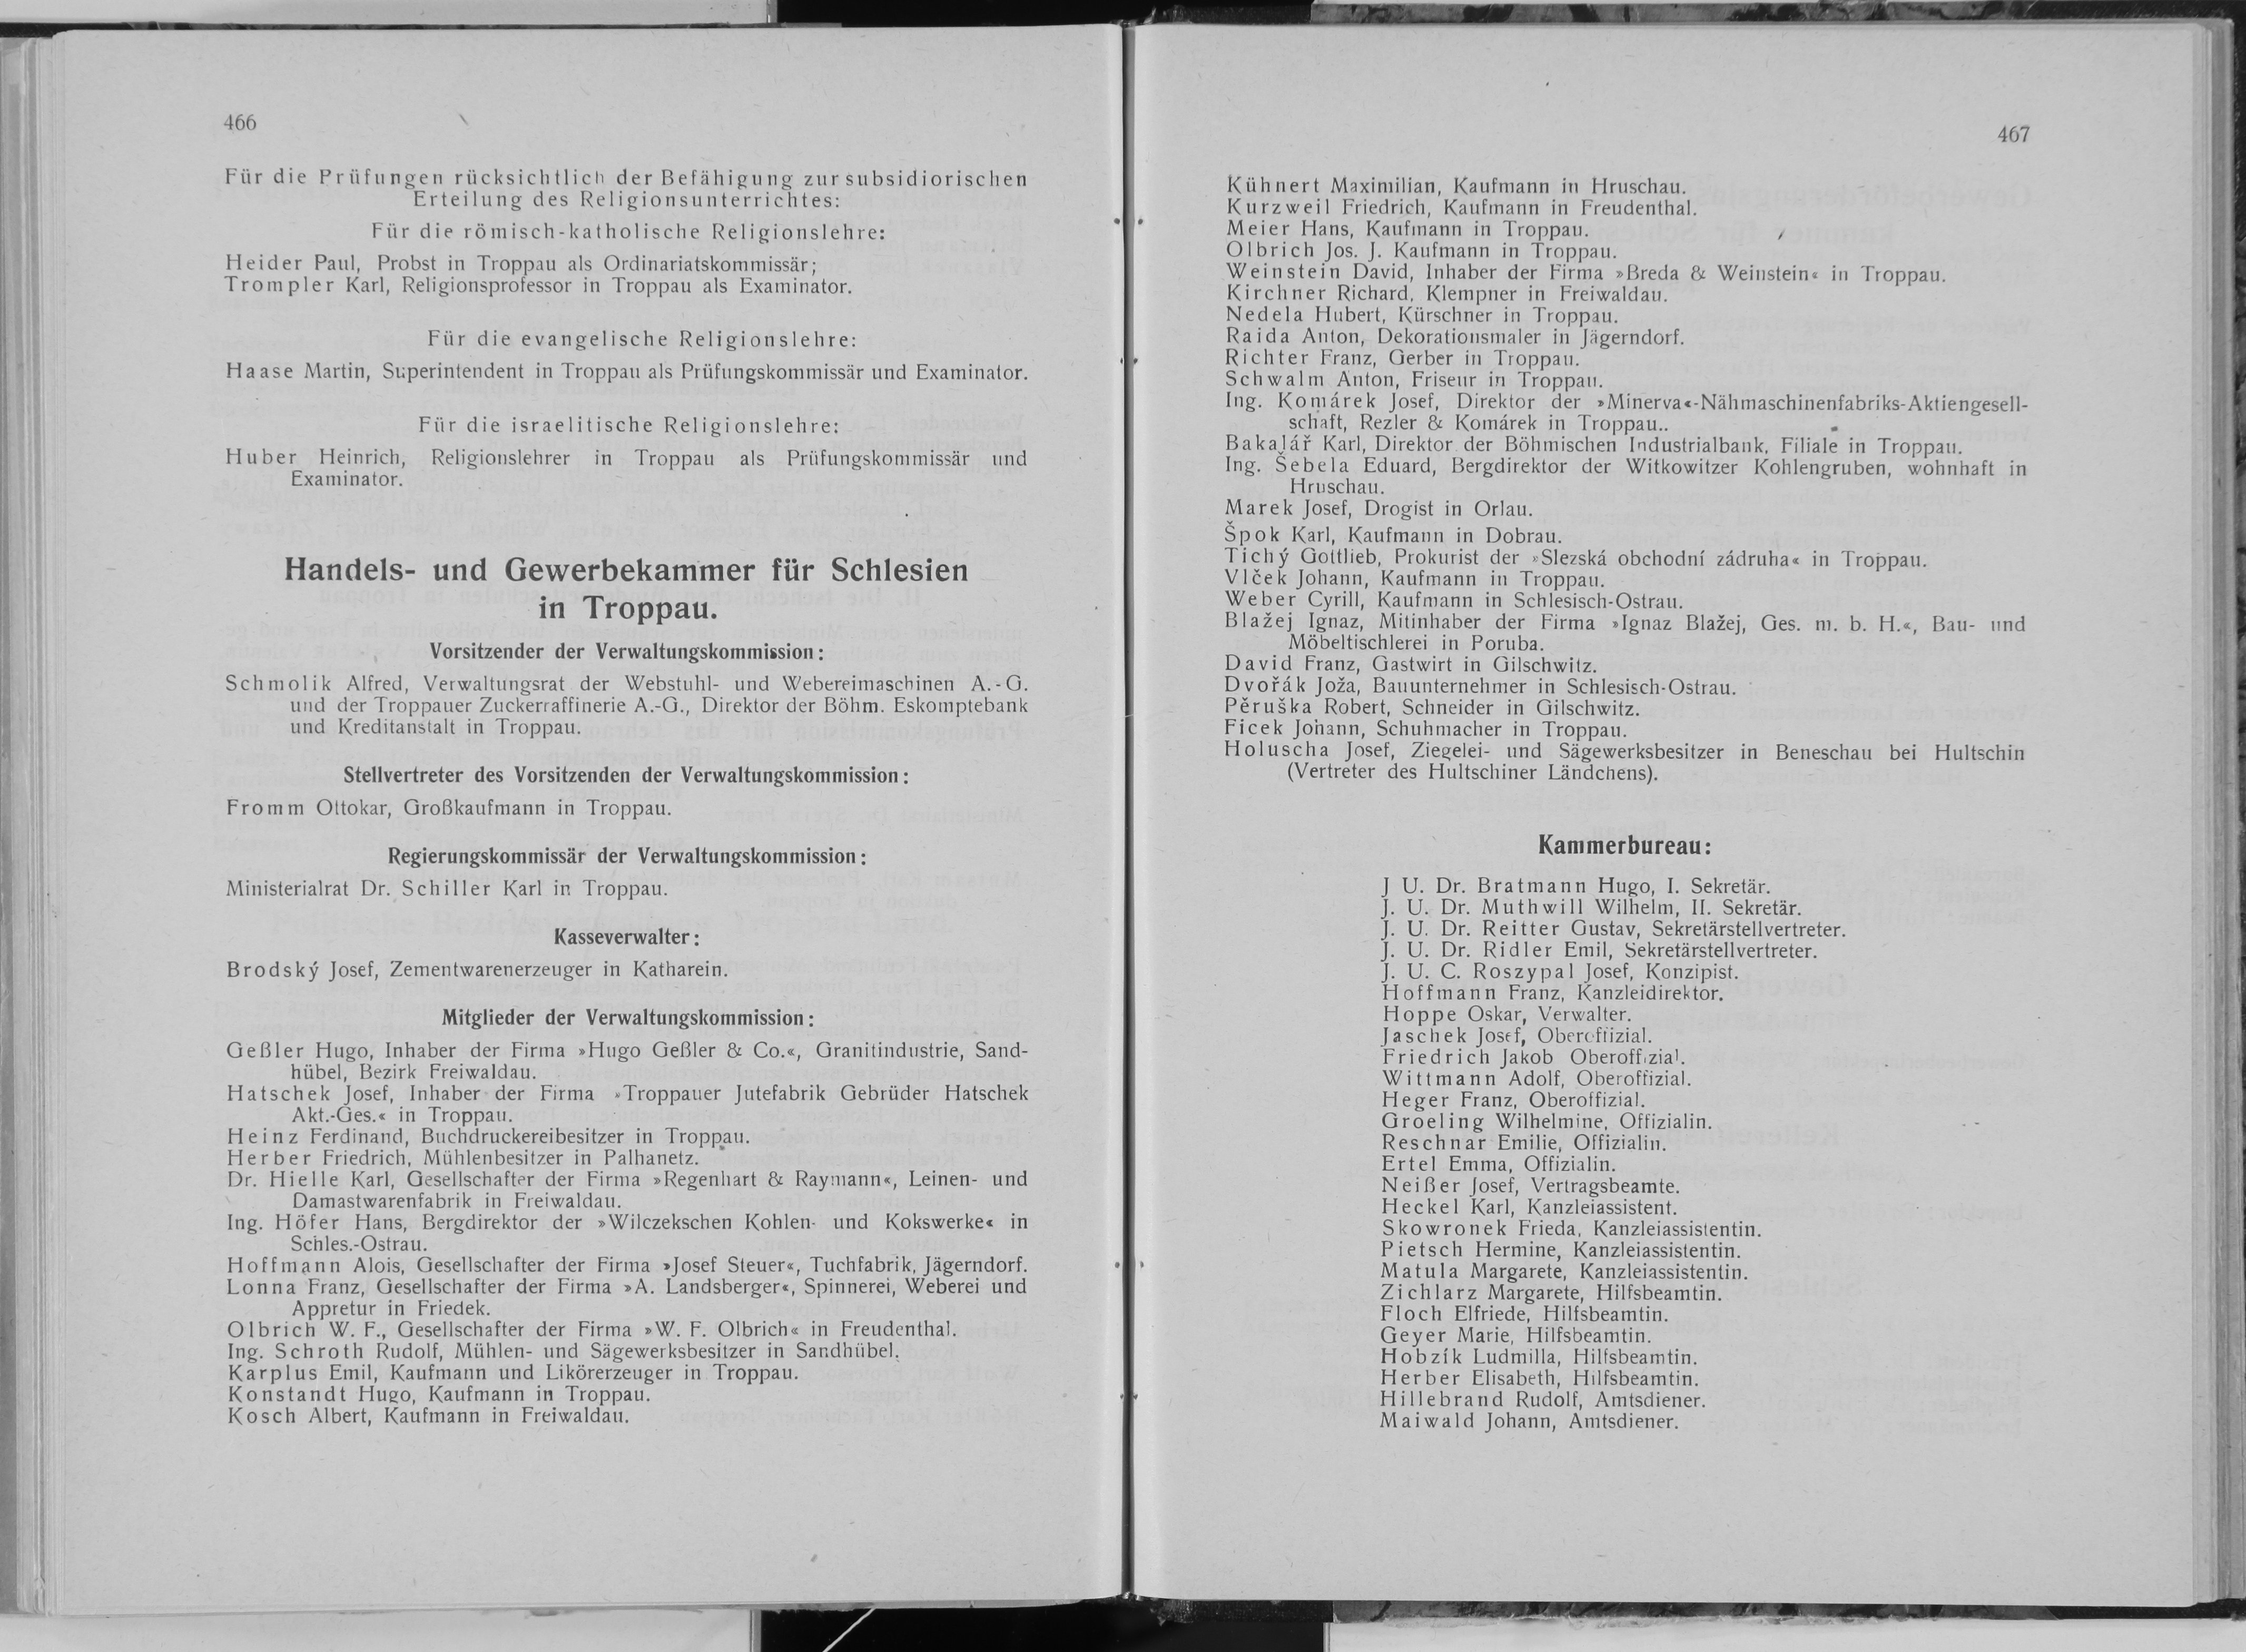 466
Für die Prüfungen rücksichtlich der Befähigung zur subsidiorischen
Erteilung des Religionsunterrichtes:
Für die römisch-katholische Religionslehre:
Heider Paul, Probst in Troppau als Ordinariatskommissär;
Trompler Karl, Religionsprofessor in Troppau als Examinator.
Für die evangelische Religionslehre:
Haase Martin, Superintendent in Troppau als Prüfungskommissär und Examinator.
Für die israelitische Religionslehre:
Huber Heinrich, Religionslehrer in Troppau als Prüfungskommissär und
Examinator.
Handels- und Gewerbekammer für Schlesien
in Troppau.
Vorsitzender der Verwaltungskommission:
Schmolik Alfred, Verwaltungsrat der Webstuhl- und Webereimaschinen A.-G.
und der Troppauer Zuckerraffinerie A.-G., Direktor der Böhm. Eskomptebank
und Kreditanstalt in Troppau.
Stellvertreter des Vorsitzenden der Verwaltungskommission:
Fromm Ottokar, Großkaufmann in Troppau.
Regierungskommissär der Verwaltungskommission:
Ministerialrat Dr. Schiller Karl in Troppau.
Kasseverwalter:
Brodský Josef, Zementwarenerzeuger in Katharein.
Mitglieder der Verwaltungskommission:
Geßler Hugo, Inhaber der Firma »Hugo Geßler & Co.«, Granitindustrie, Sand-
hübel, Bezirk Freiwaldau.
Hatschek Josef, Inhaber der Firma »Troppauer Jutefabrik Gebrüder Hatschek
Akt.-Ges.« in Troppau.
Heinz Ferdinand, Buchdruckereibesitzer in Troppau.
Herber Friedrich, Mühlenbesitzer in Palhanetz.
Dr. Hielle Karl, Gesellschafter der Firma »Regenhart & Raymann«, Leinen- und
Damastwarenfabrik in Freiwaldau.
Ing. Höfer Hans, Bergdirektor der »Wilczekschen Kohlen- und Kokswerke« in
Schles.-Ostrau.
Hoffmann Alois, Gesellschafter der Firma »Josef Steuer«, Tuchfabrik, Jägerndorf.
Lonna Franz, Gesellschafter der Firma »A. Landsberger«, Spinnerei, Weberei und
Appretur in Friedek.
Olbrich W. F., Gesellschafter der Firma »W. F. Olbrich« in Freudenthal.
Ing. Schroth Rudolf, Mühlen- und Sägewerksbesitzer in Sandhübel.
Karplus Emil, Kaufmann und Likörerzeuger in Troppau.
Konstandt Hugo, Kaufmann in Troppau.
Kosch Albert, Kaufmann in Freiwaldau.
467
Kühnert Maximilian, Kaufmann in Hruschau.
Kurzweil Friedrich, Kaufmann in Freudenthal.
Meier Hans, Kaufmann in Troppau.
Olbrich Jos. J. Kaufmann in Troppau.
Weinstein David, Inhaber der Firma »Breda & Weinstein« in Troppau.
Kirchner Richard, Klempner in Freiwaldau.
Nedela Hubert, Kürschner in Troppau.
Raida Anton, Dekorationsmaler in Jägerndorf.
Richter Franz, Gerber in Troppau.
Schwalm Anton, Friseur in Troppau.
Ing. Komárek Josef, Direktor der »Minerva«-Nähmaschinenfabriks-Aktiengesell-
schaft, Rezler & Komárek in Troppau..
Bakalář Karl, Direktor der Böhmischen Industrialbank, Filiale in Troppau.
Ing. Šebela Eduard, Bergdirektor der Witkowitzer Kohlengruben, wohnhaft in
Hruschau.
Marek Josef, Drogist in Orlau.
Špok Karl, Kaufmann in Dobrau.
Tichý Gottlieb, Prokurist der »Slezská obchodní zádruha« in Troppau.
Vlček Johann, Kaufmann in Troppau.
Weber Cyrill, Kaufmann in Schlesisch-Ostrau.
Blažej Ignaz, Mitinhaber der Firma »Ignaz Blažej, Ges. m. b. H.«, Bau- und
Möbeltischlerei in Poruba.
David Franz, Gastwirt in Gilschwitz.
Dvořák Joža, Bauunternehmer in Schlesisch-Ostrau.
Pěruška Robert, Schneider in Gilschwitz.
Ficek Johann, Schuhmacher in Troppau.
Holuscha Josef, Ziegelei- und Sägewerksbesitzer in Beneschau bei Hultschin
(Vertreter des Hultschiner Ländchens).
Kammerbureau:
J U. Dr. Bratmann Hugo, I. Sekretär.
J. U. Dr. Muthwill Wilhelm, II. Sekretär.
J. U. Dr. Reitter Gustav, Sekretärstellvertreter.
J. U. Dr. Ridler Emil, Sekretärstellvertreter.
J. U. C. Roszypal Josef, Konzipist.
Hoffmann Franz, Kanzleidirektor.
Hoppe Oskar, Verwalter.
Jaschek Josef, Oberoffizial.
Friedrich Jakob Oberoffizial.
Wittmann Adolf, Oberoffizial.
Heger Franz, Oberoffizial.
Groeling Wilhelmine, Offizialin.
Reschnar Emilie, Offizialin.
Ertel Emma, Offizialin.
Neißer Josef, Vertragsbeamte.
Heckel Karl, Kanzleiassistent.
Skowronek Frieda, Kanzleiassistentin.
Pietsch Hermine, Kanzleiassistentin.
Matula Margarete, Kanzleiassistentin.
Zichlarz Margarete, Hilfsbeamtin.
Floch Elfriede, Hilfsbeamtin.
Geyer Marie, Hilfsbeamtin.
Hobzík Ludmilla, Hilfsbeamtin.
Herber Elisabeth, Hilfsbeamtin.
Hillebrand Rudolf, Amtsdiener.
Maiwald Johann, Amtsdiener.